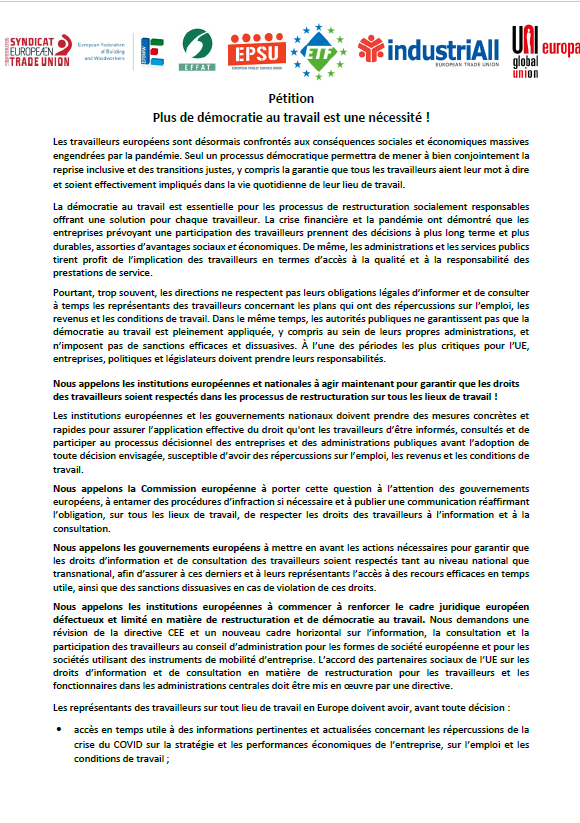 SYNDICAT
EUROPÉEN
TRADE UNION
European Federation
of Building
and Woodworkers
EFBWW
EFFAT
EPSU
EUROPEAN PUBLIC SERVICE UNION
ETF
industriAll
EUROPEAN TRADE UNION
UNI
global
union
europa
Pétition
Plus de démocratie au travail est une nécessité !
Les travailleurs européens sont désormais confrontés aux conséquences sociales et économiques massives
engendrées par la pandémie. Seul un processus démocratique permettra de mener à bien conjointement la
reprise inclusive et des transitions justes, y compris la garantie que tous les travailleurs aient leur mot à dire
et soient effectivement impliqués dans la vie quotidienne de leur lieu de travail.
La démocratie au travail est essentielle pour les processus de restructuration socialement responsables
offrant une solution pour chaque travailleur. La crise financière et la pandémie ont démontré que les
entreprises prévoyant une participation des travailleurs prennent des décisions à plus long terme et plus
durables, assorties d'avantages sociaux et économiques. De même, les administrations et les services publics
tirent profit de l'implication des travailleurs en termes d'accès à la qualité et à la responsabilité des
prestations de service.
Pourtant, trop souvent, les directions ne respectent pas leurs obligations légales d'informer et de consulter
à temps les représentants des travailleurs concernant les plans qui ont des répercussions sur l'emploi, les
revenus et les conditions de travail. Dans le même temps, les autorités publiques ne garantissent pas que la
démocratie au travail est pleinement appliquée, y compris au sein de leurs propres administrations, et
n'imposent pas de sanctions efficaces et dissuasives. À l'une des périodes les plus critiques pour l'UE,
entreprises, politiques et législateurs doivent prendre leurs responsabilités.
Nous appelons les institutions européennes et nationales à agir maintenant pour garantir que les droits
des travailleurs soient respectés dans les processus de restructuration sur tous les lieux de travail !
Les institutions européennes et les gouvernements nationaux doivent prendre des mesures concrètes et
rapides pour assurer l'application effective du droit qu'ont les travailleurs d'être informés, consultés et de
participer au processus décisionnel des entreprises et des administrations publiques avant l'adoption de
toute décision envisagée, susceptible d'avoir des répercussions sur l'emploi, les revenus et les conditions de
travail.
Nous appelons la Commission européenne à porter cette question à l'attention des gouvernements
européens, à entamer des procédures d'infraction si nécessaire et à publier une communication réaffirmant
l'obligation, sur tous les lieux de travail, de respecter les droits des travailleurs à l'information et à la
consultation.
Nous appelons les gouvernements européens à mettre en avant les actions nécessaires pour garantir que
les droits d'information et de consultation des travailleurs soient respectés tant au niveau national que
transnational, afin d'assurer à ces derniers et à leurs représentants l'accès à des recours efficaces en temps
utile, ainsi que des sanctions dissuasives en cas de violation de ces droits.
Nous appelons les institutions européennes à commencer à renforcer le cadre juridique européen
défectueux et limité en matière de restructuration et de démocratie au travail. Nous demandons une
révision de la directive CEE et un nouveau cadre horizontal sur l'information, la consultation et la
participation des travailleurs au conseil d'administration pour les formes de société européenne et pour les
sociétés utilisant des instruments de mobilité d'entreprise. L'accord des partenaires sociaux de l'UE sur les
droits d'information et de consultation en matière de restructuration pour les travailleurs et les
fonctionnaires dans les administrations centrales doit être mis en œuvre par une directive.
Les représentants des travailleurs sur tout lieu de travail en Europe doivent avoir, avant toute décision :
• accès en temps utile à des informations pertinentes et actualisées concernant les répercussions de la
crise du COVID sur la stratégie et les performances économiques de l'entreprise, sur l'emploi et les
conditions de travail ;